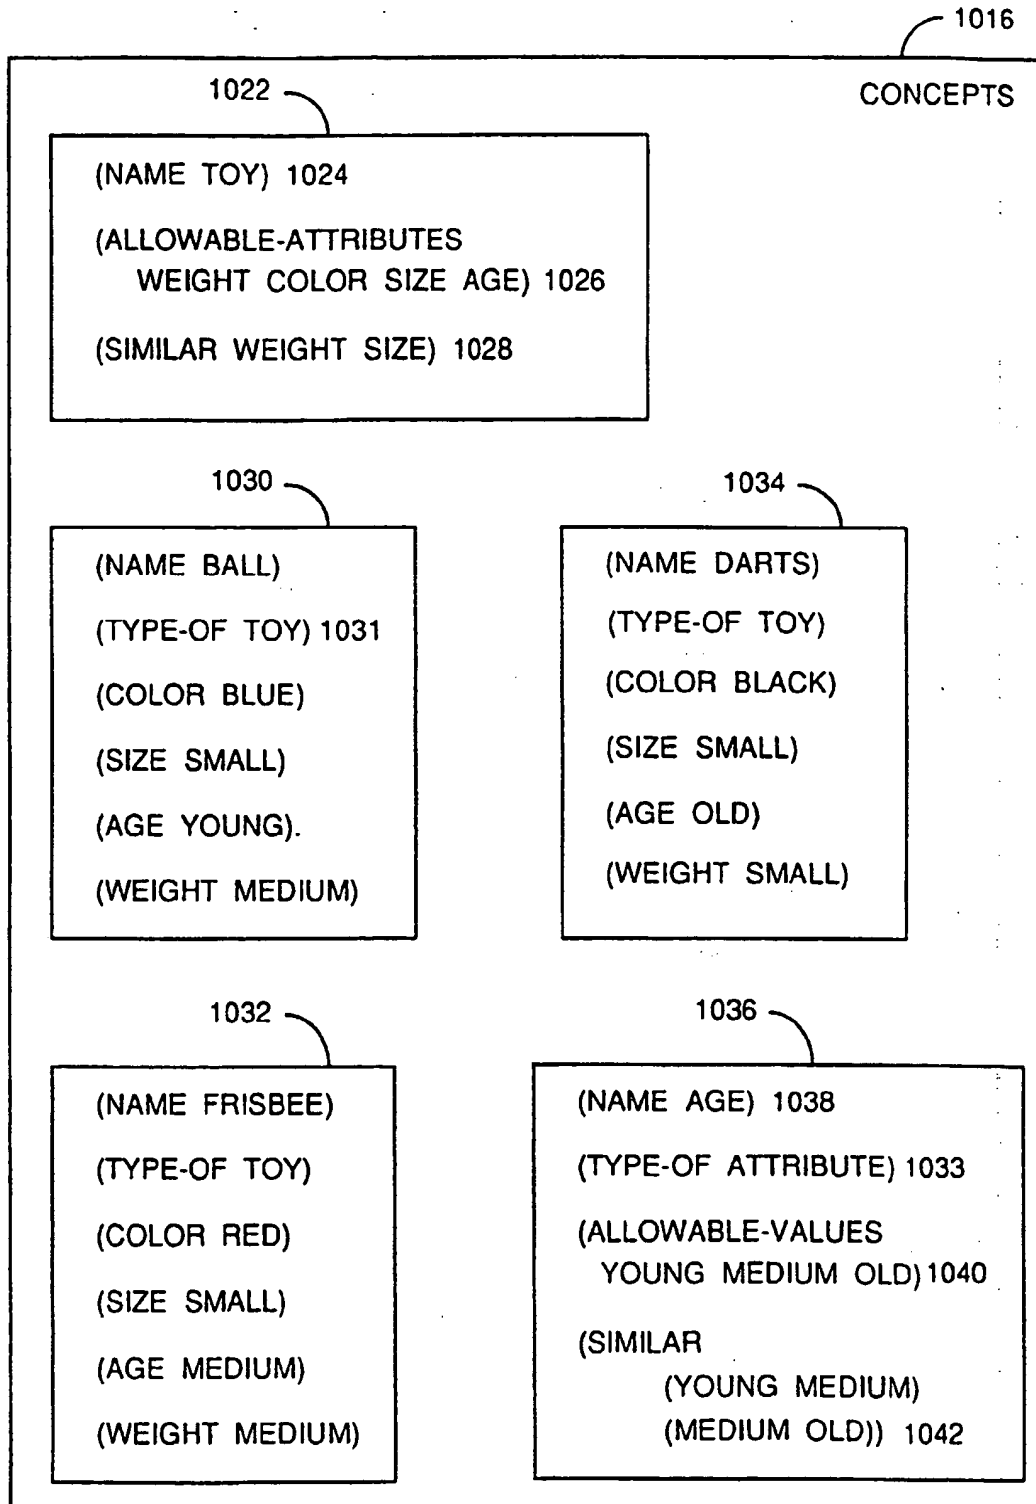 1016
CONCEPTS
1022
(NAME TOY) 1024
(ALLOWABLE-ATTRIBUTES
WEIGHT COLOR SIZE AGE) 1026
(SIMILAR WEIGHT SIZE) 1028
1030
(NAME BALL)
(TYPE-OF TOY) 1031
(COLOR BLUE)
(SIZE SMALL)
(AGE YOUNG).
(WEIGHT MEDIUM)
1034
(NAME DARTS)
(TYPE-OF TOY)
(COLOR BLACK)
(SIZE SMALL)
(AGE OLD)
(WEIGHT SMALL)
1032
(NAME FRISBEE)
(TYPE-OF TOY)
(COLOR RED)
(SIZE SMALL)
(AGE MEDIUM)
(WEIGHT MEDIUM)
1036
(NAME AGE) 1038
(TYPE-OF ATTRIBUTE) 1033
(ALLOWABLE-VALUES
YOUNG MEDIUM OLD) 1040
(SIMILAR
(YOUNG MEDIUM)
(MEDIUM OLD)) 1042